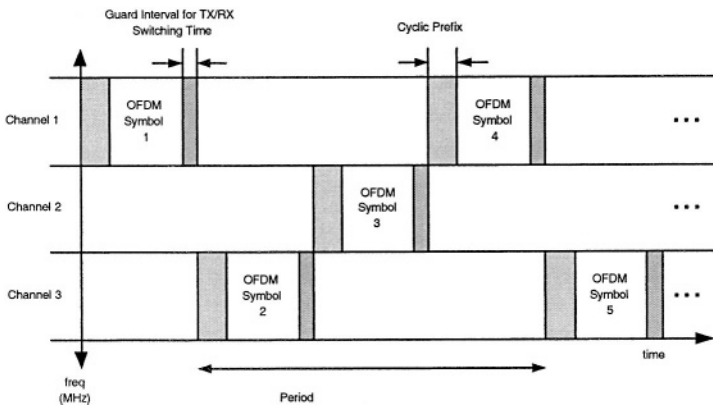 Guard Interval for TX/RX
Switching Time
Cyclic Prefix
Channel 1
OFDM
Symbol
1
OFDM
Symbol
4
...
Channel 2
OFDM
Symbol
3
...
Channel 3
OFDM
Symbol
2
OFDM
Symbol
5
...
time
freq
(MHz)
Period